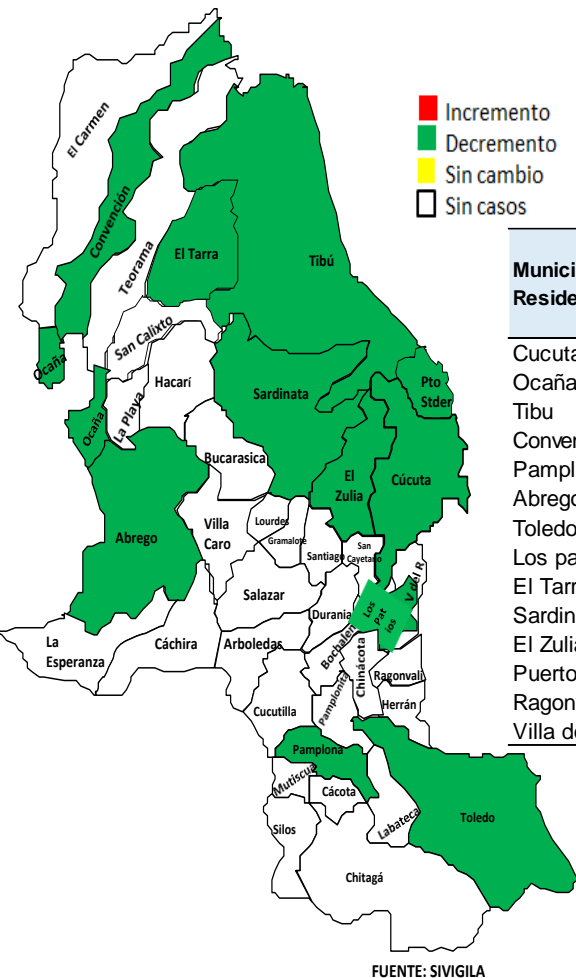 Incremento
Decremento
Sin cambio
Sin casos
El Carmen
Convención
Teorama
El Tarra
Tibú
San Calixto
Ocaña
Ocaña
La Playa
Hacarí
Sardinata
Pto
Stder
Bucarasica
El
Zulia
Cúcuta
Abrego
Villa
Caro
Lourdes
Gramalote
Santiago
San
Cayetano
V del R
Salazar
Durania
Los
Pat
ios
La
Esperanza
Cáchira
Arboledas
Bochalen
Chinácota
Ragonvali
Pamplonita
Herrán
Cucutilla
Pamplona
Mutiscua
Cácota
Silos
Labateca
Toledo
Chitagá
FUENTE: SIVIGILA
Munici
Reside
Cucuta
Ocaña
Tibu
Conven
Pampl
Abrego
Toledo
Los pa
El Tarr
Sardin
El Zulia
Puerto
Ragon
Villa de